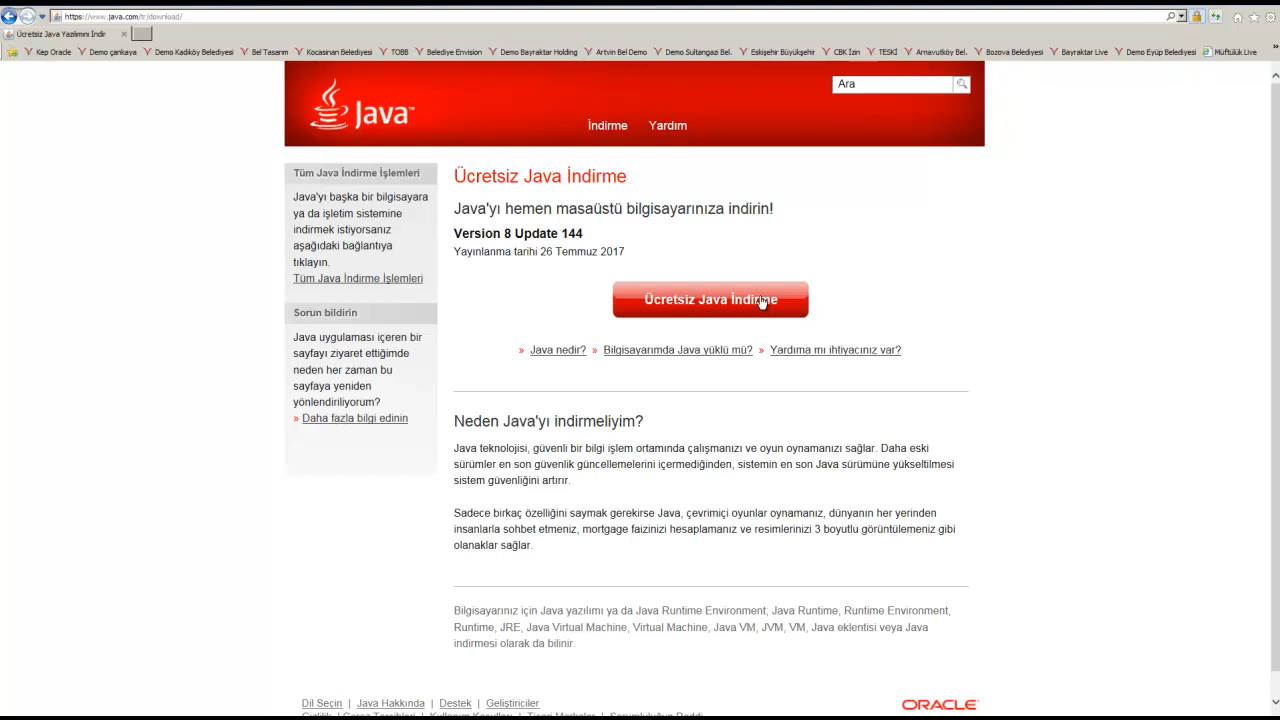 https://www.java.com/tr/download/
Ücretsiz Java Yazılımını İndir
Kep Oracle
Demo çankaya
Demo Kadıköy Belediyesi
Bel Tasarım
Kocasinan Belediyesi
TOBB
Belediye Envision
Demo Bayraktar Holding
Artvin Bel Demo
Demo Sultangazi Bel.
Eskişehir Büyükşehir
CBK İzin
TESKİ
Arnavutköy Bel.
Bozova Belediyesi
Bayraktar Live
Demo Eyüp Belediyesi
Müftülük Live
»
Java™
Ara
İndirme Yardım
Tüm Java İndirme İşlemleri
Java'yı başka bir bilgisayara
ya da işletim sistemine
indirmek istiyorsanız
aşağıdaki bağlantıya
tıklayın.
Tüm Java İndirme İşlemleri
Sorun bildirin
Java uygulaması içeren bir
sayfayı ziyaret ettiğimde
neden her zaman bu
sayfaya yeniden
yönlendiriliyorum?
» Daha fazla bilgi edinin
Ücretsiz Java İndirme
Java'yı hemen masaüstü bilgisayarınıza indirin!
Version 8 Update 144
Yayınlanma tarihi 26 Temmuz 2017
Ücretsiz Java İndirme
» Java nedir? » Bilgisayarımda Java yüklü mü? » Yardıma mı ihtiyacınız var?
Neden Java'yı indirmeliyim?
Java teknolojisi, güvenli bir bilgi işlem ortamında çalışmanızı ve oyun oynamanızı sağlar. Daha eski
sürümler en son güvenlik güncellemelerini içermediğinden, sistemin en son Java sürümüne yükseltilmesi
sistem güvenliğini artırır.
Sadece birkaç özelliğini saymak gerekirse Java, çevrimiçi oyunlar oynamanız, dünyanın her yerinden
insanlarla sohbet etmeniz, mortgage faizinizi hesaplamanız ve resimlerinizi 3 boyutlu görüntülemeniz gibi
olanaklar sağlar.
Bilgisayarınız için Java yazılımı ya da Java Runtime Environment; Java Runtime, Runtime Environment,
Runtime, JRE, Java Virtual Machine, Virtual Machine, Java VM, JVM, VM, Java eklentisi veya Java
indirmesi olarak da bilinir.
Dil Seçin | Java Hakkında | Destek | Geliştiriciler
Gizlilik | Çerez Tercihleri | Kullanım Koşulları | Ticari Markalar | Sorumluluğun Reddi
ORACLE